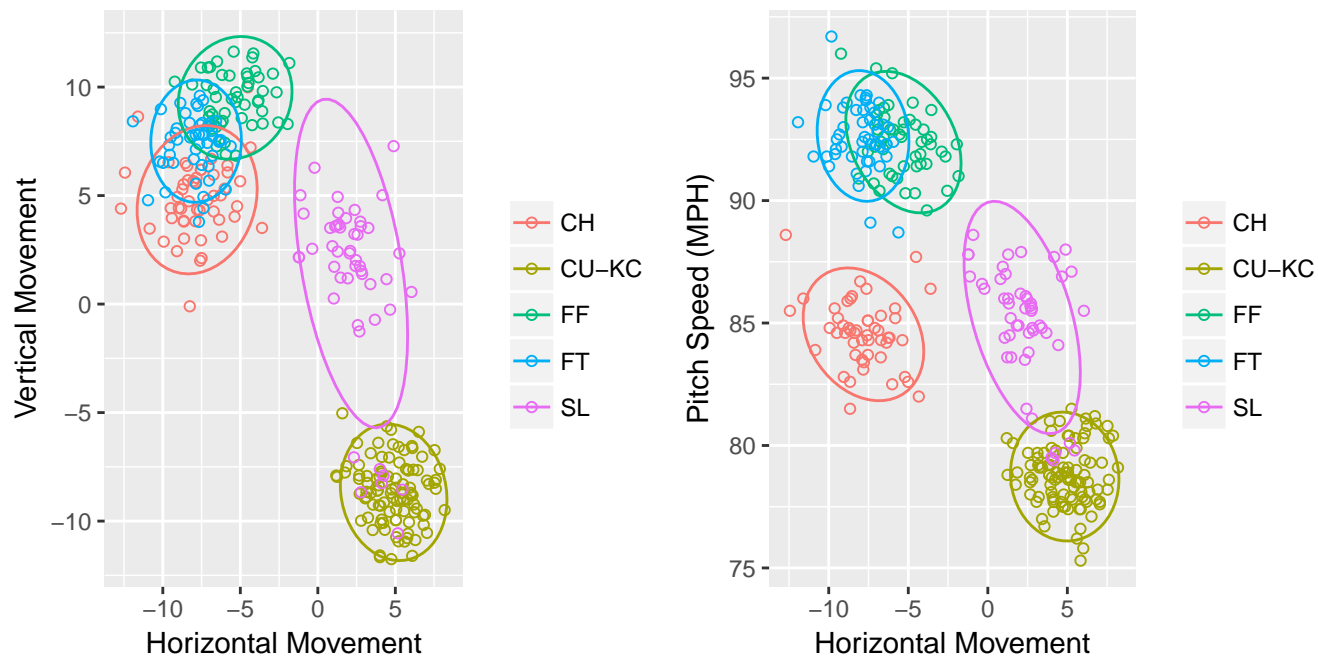 Vertical Movement
10
5
0
−5
−10
−10 −5 0 5
Horizontal Movement
CH
CU−KC
FF
FT
SL
Pitch Speed (MPH)
95
90
85
80
75
−10 −5 0 5
Horizontal Movement
CH
CU−KC
FF
FT
SL